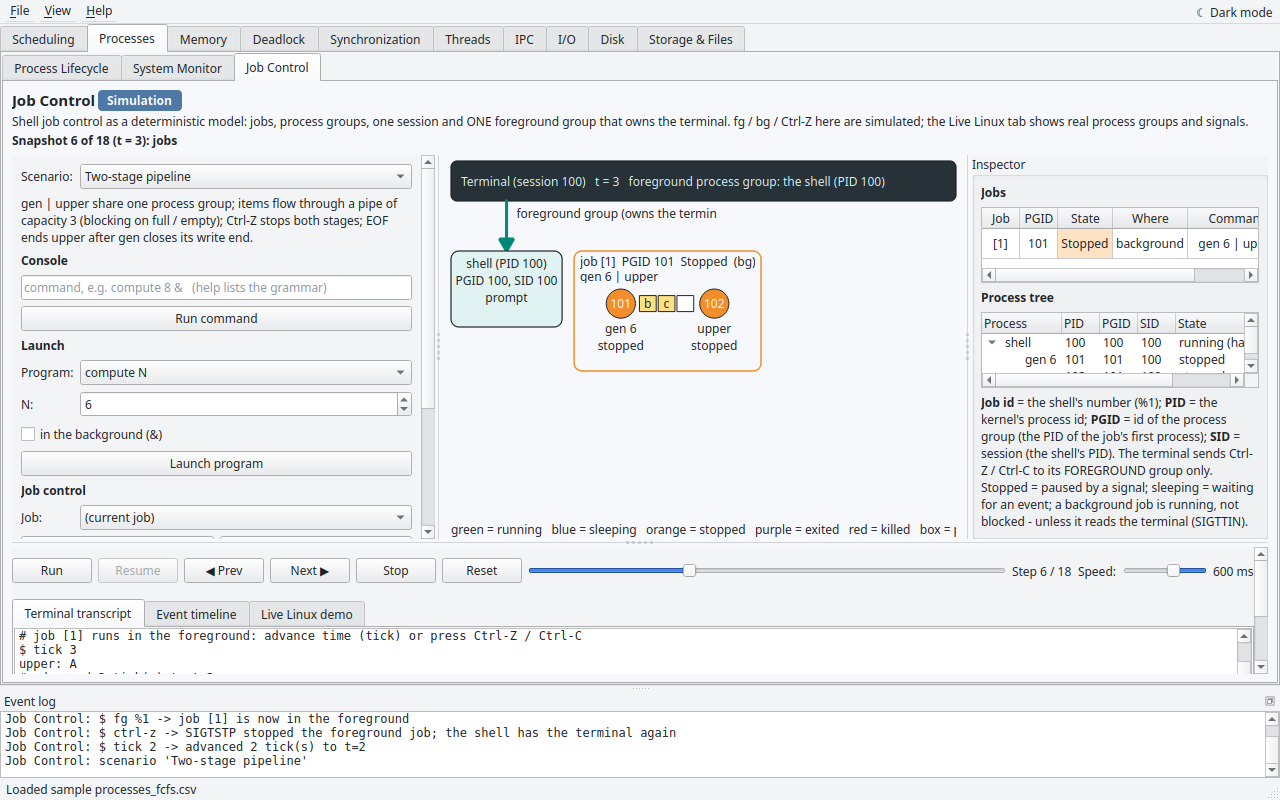 File View Help
☾ Dark mode
Scheduling Processes Memory Deadlock Synchronization Threads IPC I/O Disk Storage & Files
Process Lifecycle System Monitor Job Control
Job Control Simulation
Shell job control as a deterministic model: jobs, process groups, one session and ONE foreground group that owns the terminal. fg / bg / Ctrl-Z here are simulated; the Live Linux tab shows real process groups and signals.
Snapshot 6 of 18 (t = 3): jobs
Scenario: Two-stage pipeline
gen | upper share one process group; items flow through a pipe of
capacity 3 (blocking on full / empty); Ctrl-Z stops both stages; EOF
ends upper after gen closes its write end.
Console
command, e.g. compute 8 & (help lists the grammar)
Run command
Launch
Program: compute N
N: 6
in the background (&)
Launch program
Job control
Job: (current job)
Terminal (session 100) t = 3 foreground process group: the shell (PID 100)
foreground group (owns the termin
shell (PID 100)
PGID 100, SID 100
prompt
job [1] PGID 101 Stopped (bg)
gen 6 | upper
101 b c 102
gen 6 upper
stopped stopped
green = running blue = sleeping orange = stopped purple = exited red = killed box =
Inspector
Jobs
Job PGID State Where Comman
[1] 101 Stopped background gen 6 | up
Process tree
Process PID PGID SID State
shell 100 100 100 running (ha
gen 6 101 101 100 stopped
Job id = the shell's number (%1); PID = the
kernel's process id; PGID = id of the process
group (the PID of the job's first process); SID =
session (the shell's PID). The terminal sends Ctrl-
Z / Ctrl-C to its FOREGROUND group only.
Stopped = paused by a signal; sleeping = waiting
for an event; a background job is running, not
blocked - unless it reads the terminal (SIGTTIN).
Run Resume ◀ Prev Next ▶ Stop Reset Step 6 / 18 Speed: 600 ms
Terminal transcript Event timeline Live Linux demo
# job [1] runs in the foreground: advance time (tick) or press Ctrl-Z / Ctrl-C
$ tick 3
upper: A
Event log
Job Control: $ fg %1 -> job [1] is now in the foreground
Job Control: $ ctrl-z -> SIGTSTP stopped the foreground job; the shell has the terminal again
Job Control: $ tick 2 -> advanced 2 tick(s) to t=2
Job Control: scenario 'Two-stage pipeline'
Loaded sample processes_fcfs.csv